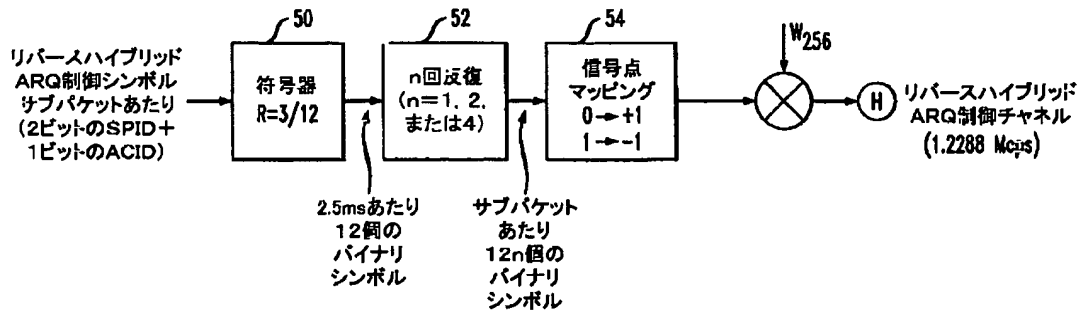 リバースハイブリッド
ARQ制御シンボル
サブパケットあたり
(2ビットのSPID+
1ビットのACID)
50
符号器
R=3/12
2.5msあたり
12個の
バイナリ
シンボル
52
n回反復
(n=1, 2,
または4)
サブパケット
あたり
12n個の
バイナリ
シンボル
54
信号点
マッピング
0→+1
1→-1
W256
H
リバースハイブリッド
ARQ制御チャネル
(1.2288 Mcps)